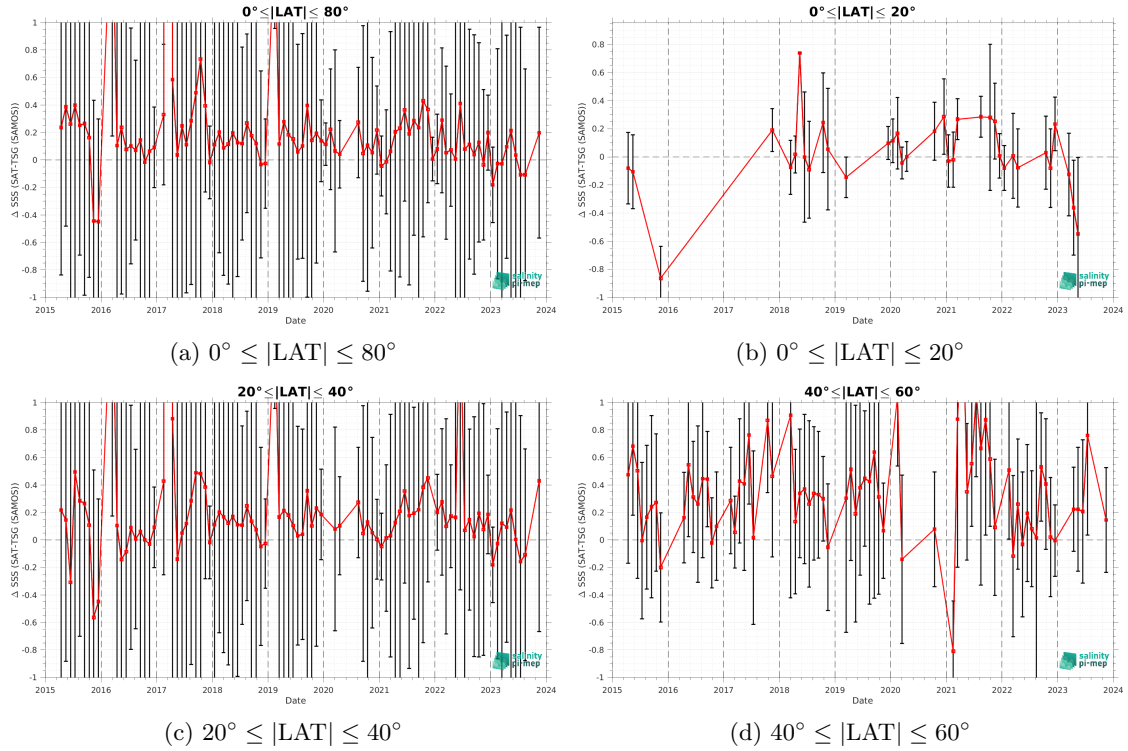 0°≤|LAT|≤ 80°
Δ SSS (SAT-TSG (SAMOS))
1
0.8
0.6
0.4
0.2
0
-0.2
-0.4
-0.6
-0.8
-1
2015 2016 2017 2018 2019 2020 2021 2022 2023 2024
Date
salinity
pi-mep
(a) 0° ≤ |LAT| ≤ 80°
0°≤|LAT|≤ 20°
Δ SSS (SAT-TSG (SAMOS))
0.8
0.6
0.4
0.2
0
-0.2
-0.4
-0.6
-0.8
-1
2015 2016 2017 2018 2019 2020 2021 2022 2023 2024
Date
salinity
pi-mep
(b) 0° ≤ |LAT| ≤ 20°
20°≤|LAT|≤ 40°
Δ SSS (SAT-TSG (SAMOS))
1
0.8
0.6
0.4
0.2
0
-0.2
-0.4
-0.6
-0.8
-1
2015 2016 2017 2018 2019 2020 2021 2022 2023 2024
Date
salinity
pi-mep
(c) 20° ≤ |LAT| ≤ 40°
40°≤|LAT|≤ 60°
Δ SSS (SAT-TSG (SAMOS))
1
0.8
0.6
0.4
0.2
0
-0.2
-0.4
-0.6
-0.8
-1
2015 2016 2017 2018 2019 2020 2021 2022 2023 2024
Date
salinity
pi-mep
(d) 40° ≤ |LAT| ≤ 60°